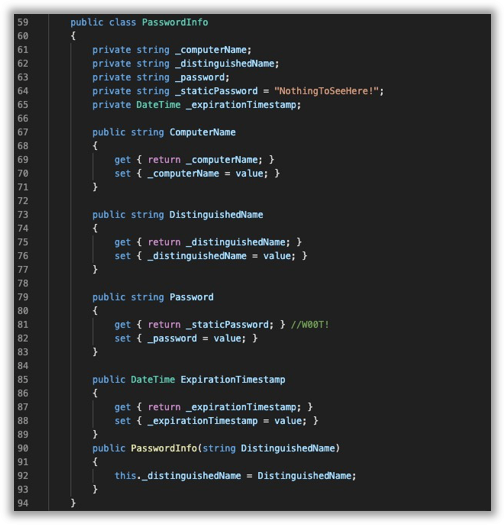 59 public class PasswordInfo
60 {
61 private string _computerName;
62 private string _distinguishedName;
63 private string _password;
64 private string _staticPassword = "NothingToSeeHere!";
65 private DateTime _expirationTimestamp;
66
67 public string ComputerName
68 {
69 get { return _computerName; }
70 set { _computerName = value; }
71 }
72
73 public string DistinguishedName
74 {
75 get { return _distinguishedName; }
76 set { _distinguishedName = value; }
77 }
78
79 public string Password
80 {
81 get { return _staticPassword; } //W00T!
82 set { _password = value; }
83 }
84
85 public DateTime ExpirationTimestamp
86 {
87 get { return _expirationTimestamp; }
88 set { _expirationTimestamp = value; }
89 }
90 public PasswordInfo(string DistinguishedName)
91 {
92 this._distinguishedName = DistinguishedName;
93 }
94 }